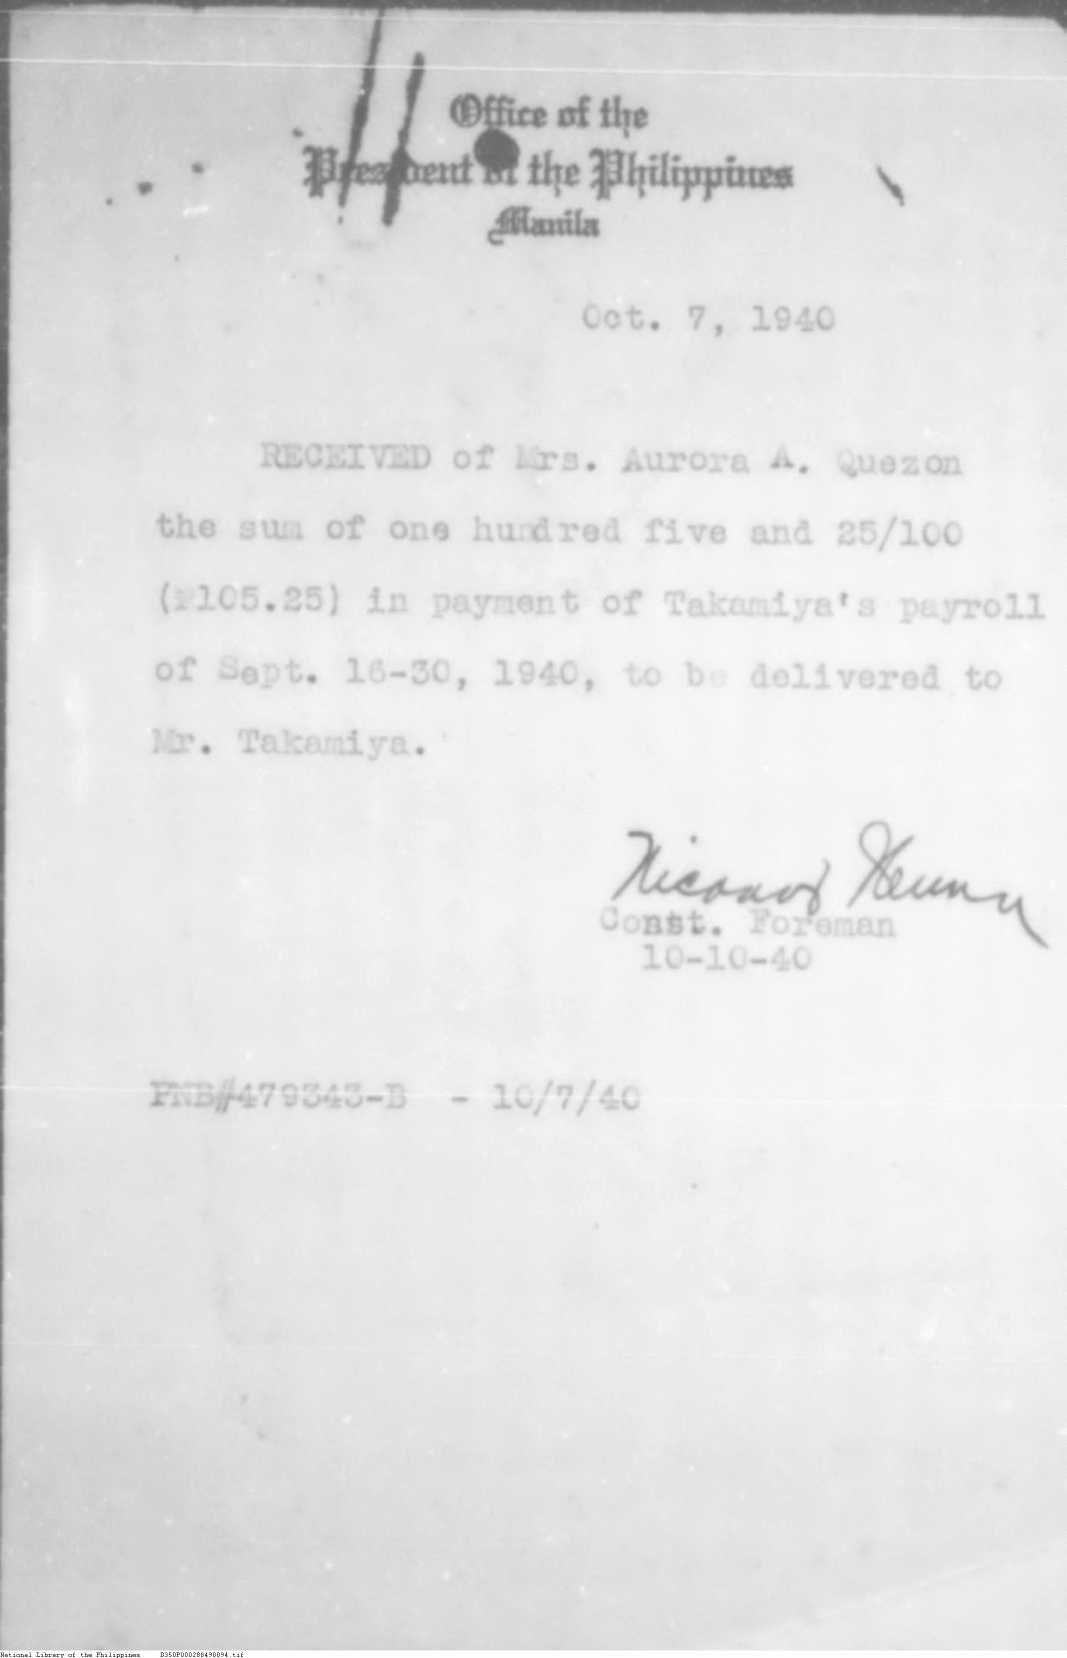 Office of the
President of the Philippines
Manila
Oct. 7, 1940
RECEIVED of Mrs. Aurora A. Quezon
the sum of one hundred five and 25/100
(₱105.25) in payment of Takamiya's payroll
of Sept. 16-30, 1940, to be delivered to
Mr. Takamiya.
Nicanor
Const. Foreman
10-10-40
PNB#479343-B - 10/7/40
National Library of the Philippines